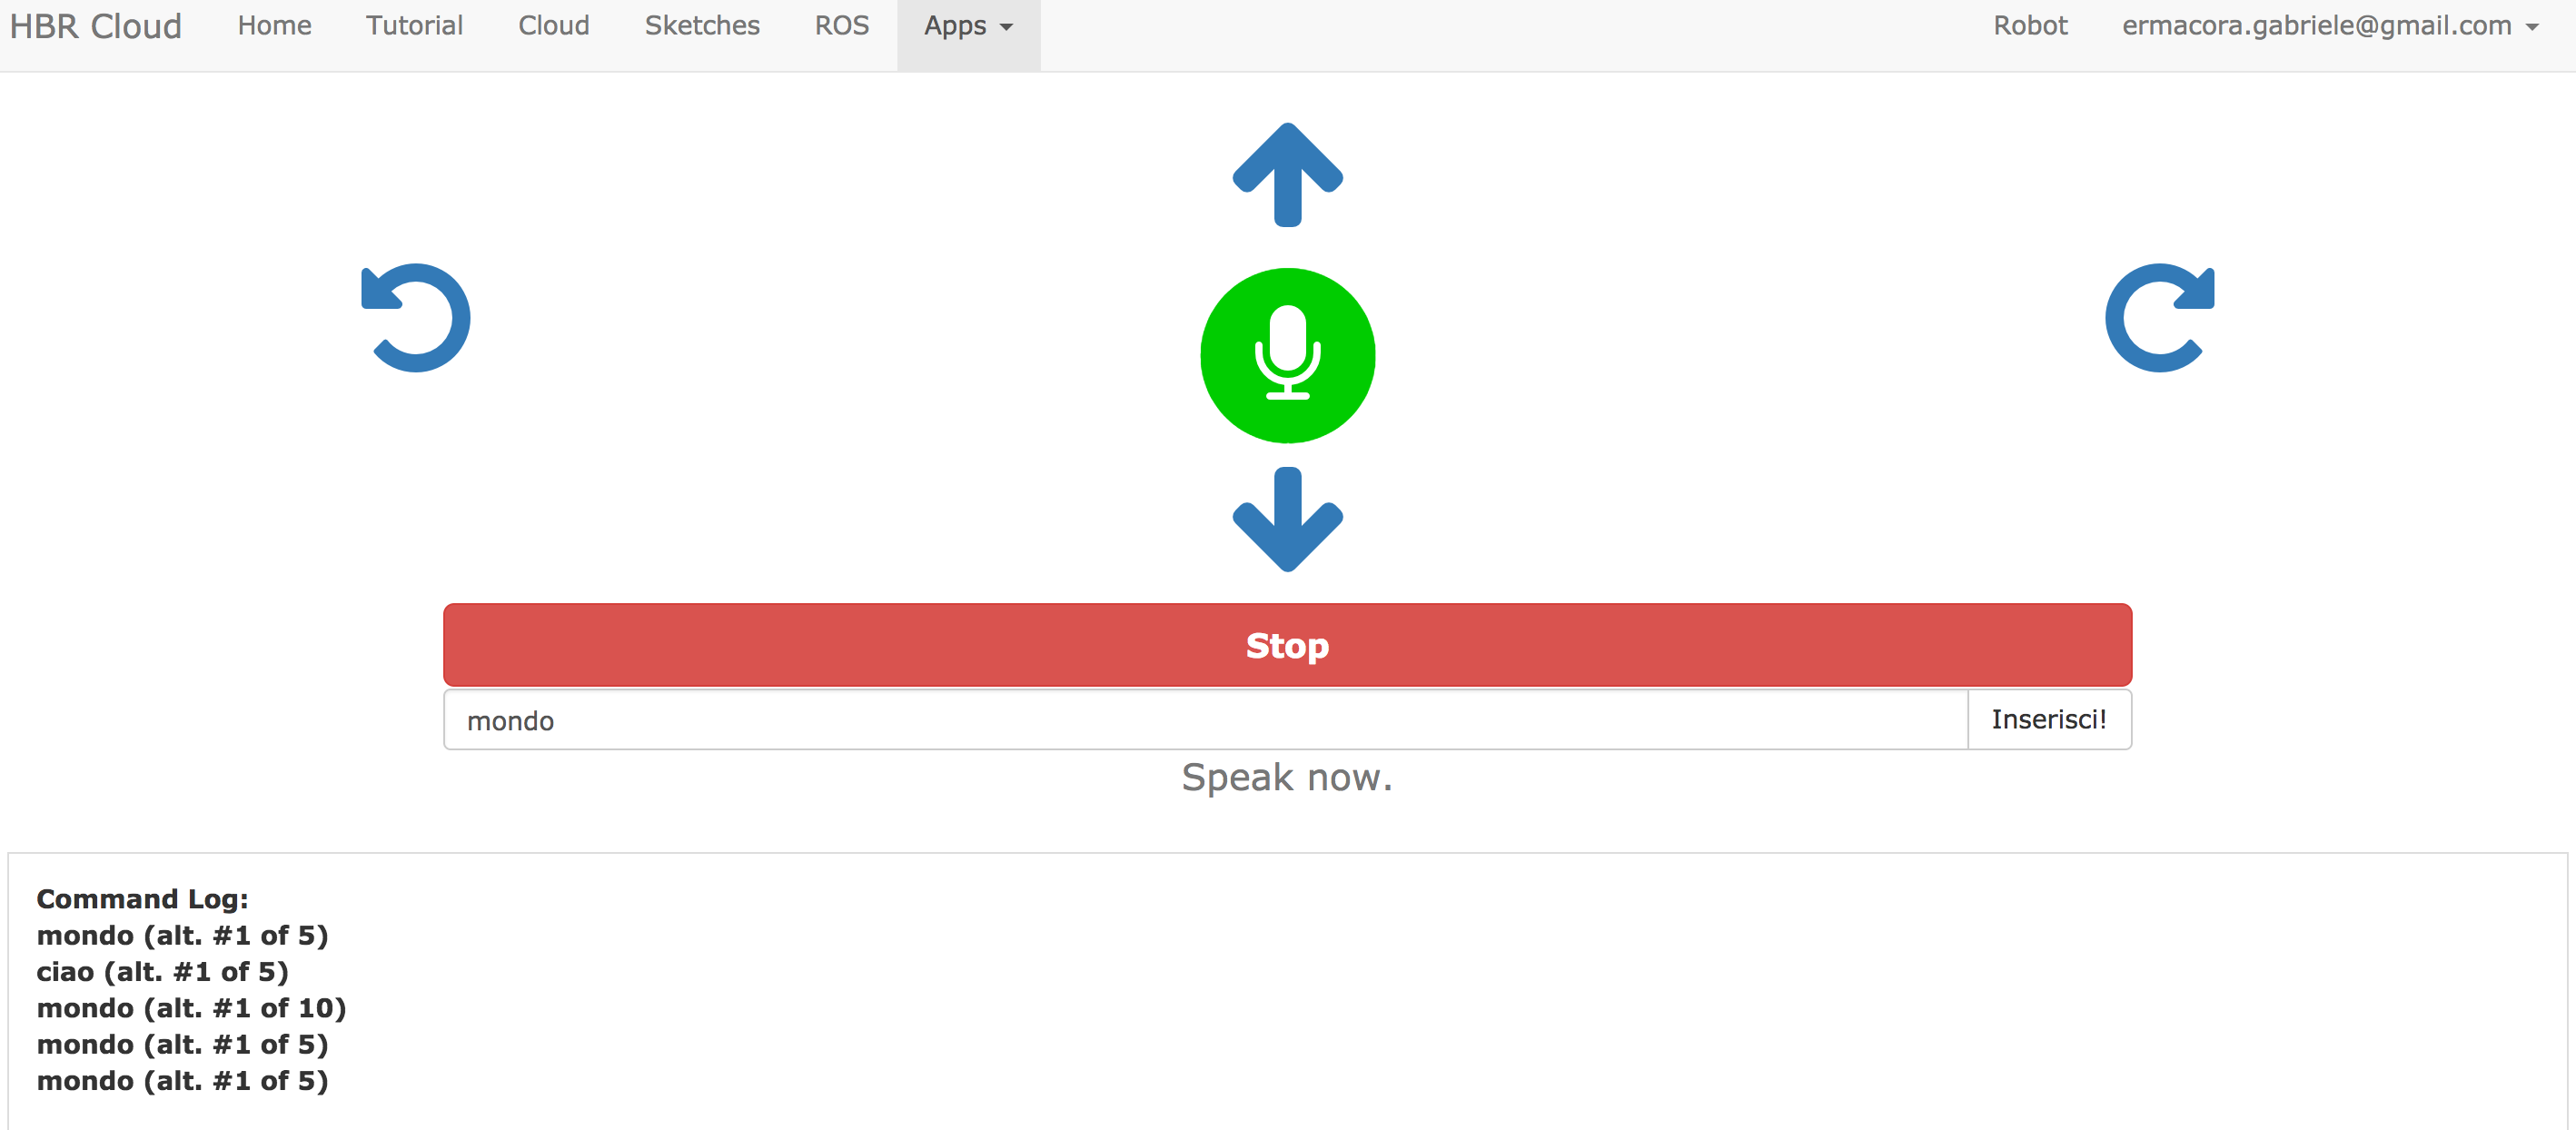 HBR Cloud Home Tutorial Cloud Sketches ROS Apps Robot ermacora.gabriele@gmail.com
Stop
mondo Inserisci!
Speak now.
Command Log:
mondo (alt. #1 of 5)
ciao (alt. #1 of 5)
mondo (alt. #1 of 10)
mondo (alt. #1 of 5)
mondo (alt. #1 of 5)